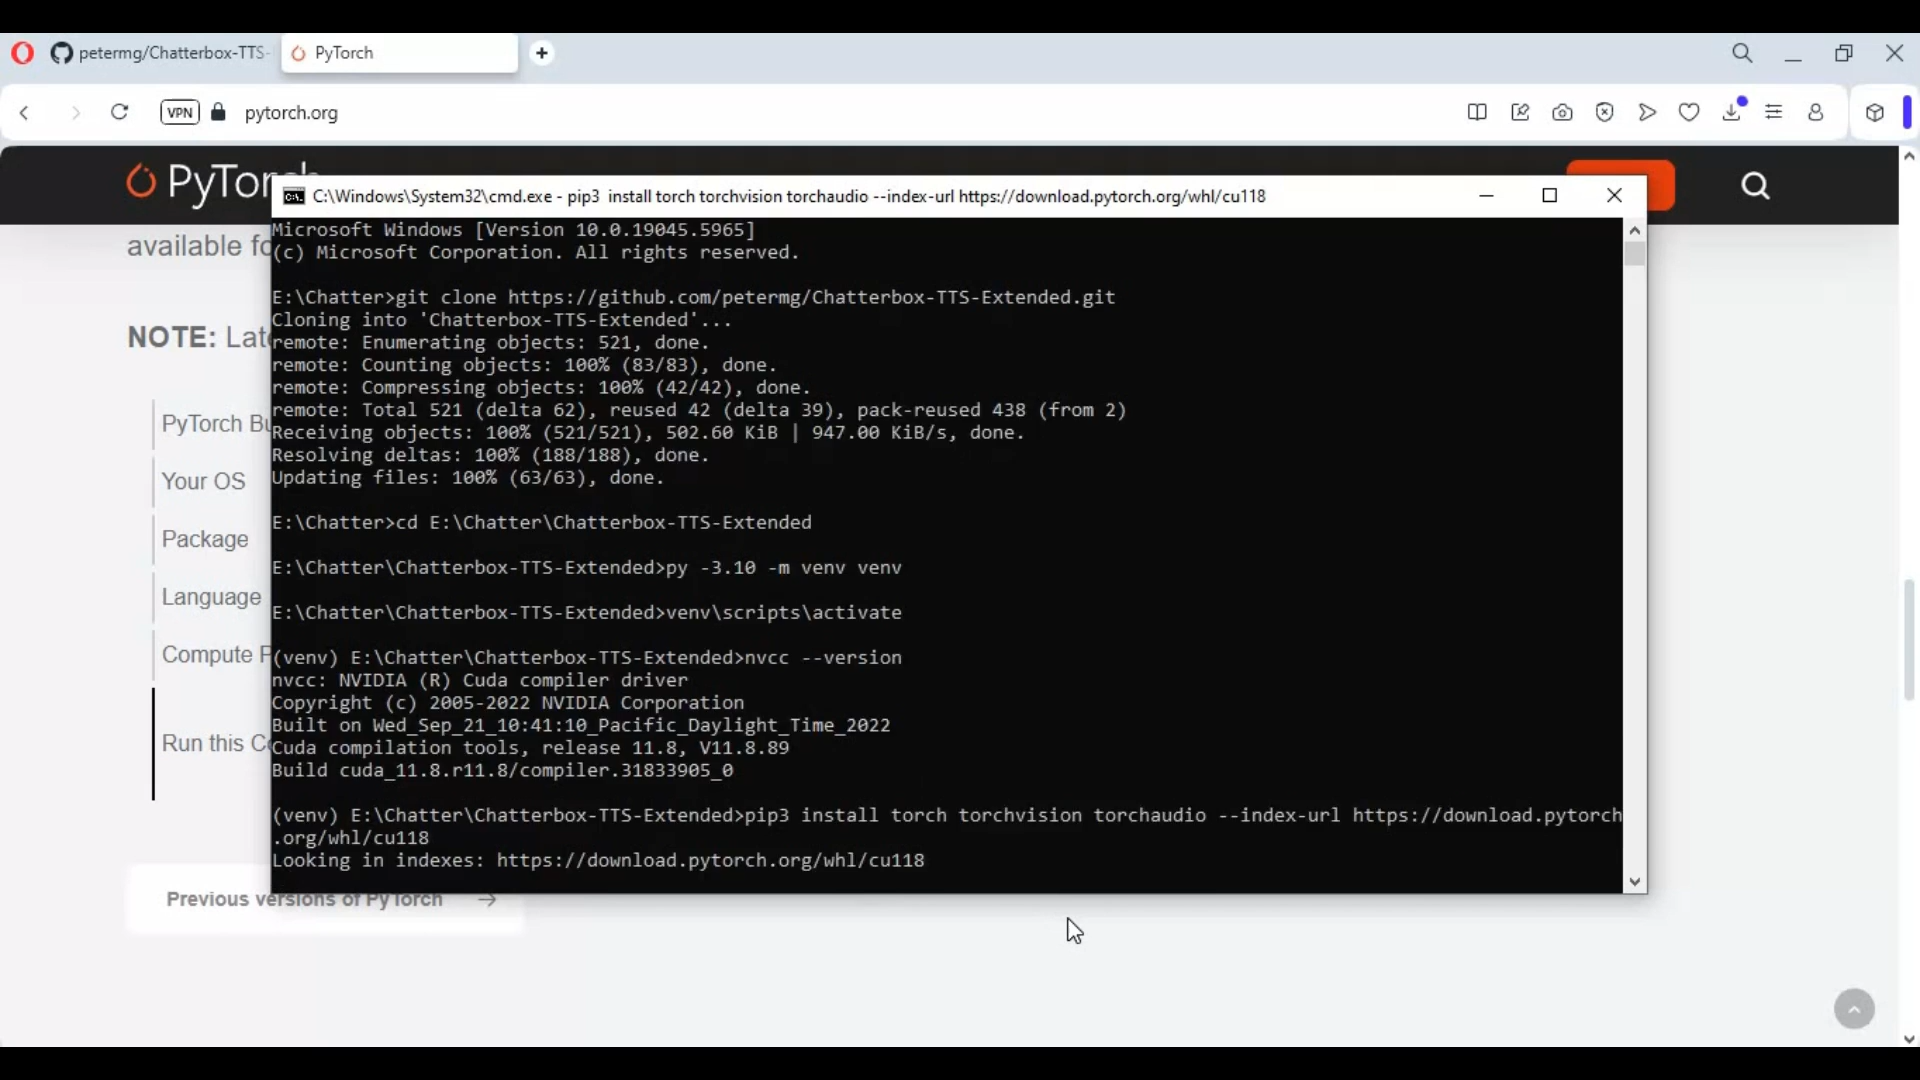 petermg/Chatterbox-TTS-
PyTorch
VPN
pytorch.org
PyTorch
C:\Windows\System32\cmd.exe - pip3 install torch torchvision torchaudio --index-url https://download.pytorch.org/whl/cu118
available fo
NOTE: Late
PyTorch Bu
Your OS
Package
Language
Compute P
Run this Co
Previous versions of PyTorch
Microsoft Windows [Version 10.0.19045.5965]
(c) Microsoft Corporation. All rights reserved.
E:\Chatter>git clone https://github.com/petermg/Chatterbox-TTS-Extended.git
Cloning into 'Chatterbox-TTS-Extended'...
remote: Enumerating objects: 521, done.
remote: Counting objects: 100% (83/83), done.
remote: Compressing objects: 100% (42/42), done.
remote: Total 521 (delta 62), reused 42 (delta 39), pack-reused 438 (from 2)
Receiving objects: 100% (521/521), 502.60 KiB | 947.00 KiB/s, done.
Resolving deltas: 100% (188/188), done.
Updating files: 100% (63/63), done.
E:\Chatter>cd E:\Chatter\Chatterbox-TTS-Extended
E:\Chatter\Chatterbox-TTS-Extended>py -3.10 -m venv venv
E:\Chatter\Chatterbox-TTS-Extended>venv\scripts\activate
(venv) E:\Chatter\Chatterbox-TTS-Extended>nvcc --version
nvcc: NVIDIA (R) Cuda compiler driver
Copyright (c) 2005-2022 NVIDIA Corporation
Built on Wed_Sep_21_10:41:10_Pacific_Daylight_Time_2022
Cuda compilation tools, release 11.8, V11.8.89
Build cuda_11.8.r11.8/compiler.31833905_0
(venv) E:\Chatter\Chatterbox-TTS-Extended>pip3 install torch torchvision torchaudio --index-url https://download.pytorch
.org/whl/cu118
Looking in indexes: https://download.pytorch.org/whl/cu118